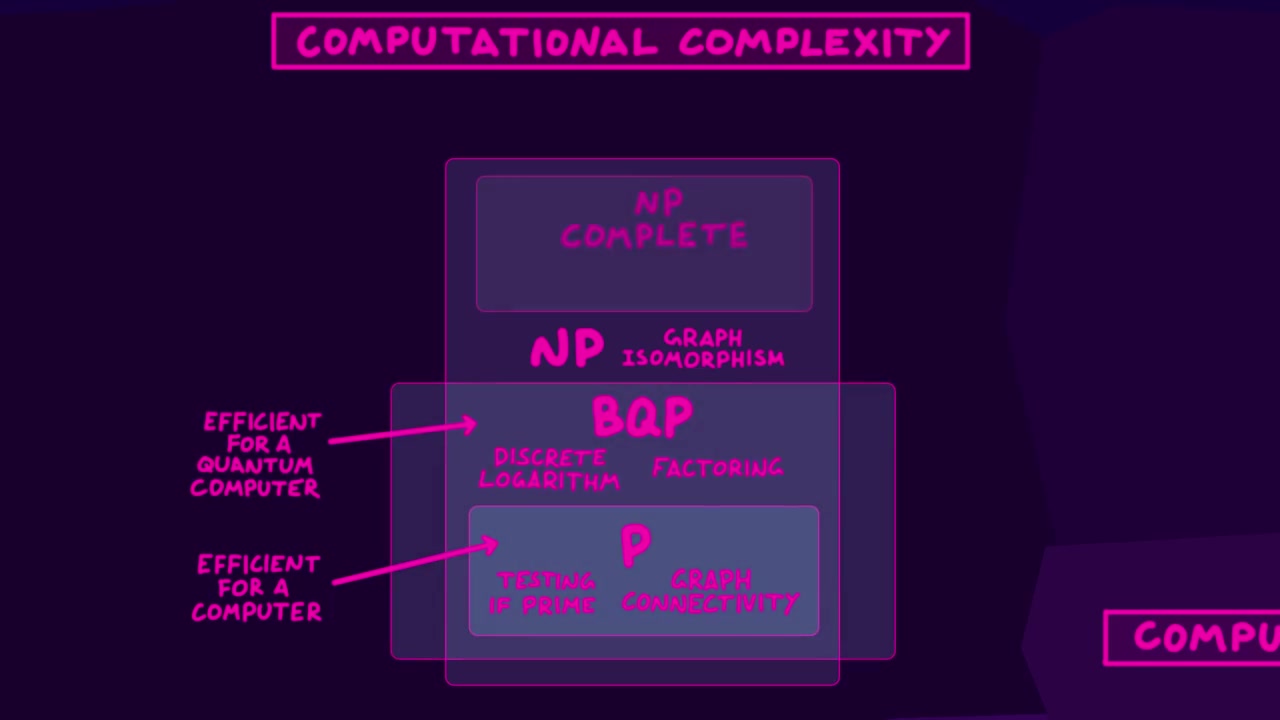 COMPUTATIONAL COMPLEXITY
NP
COMPLETE
NP
GRAPH
ISOMORPHISM
BQP
DISCRETE
LOGARITHM
FACTORING
EFFICIENT
FOR A
QUANTUM
COMPUTER
P
TESTING
IF PRIME
GRAPH
CONNECTIVITY
EFFICIENT
FOR A
COMPUTER
COMPU